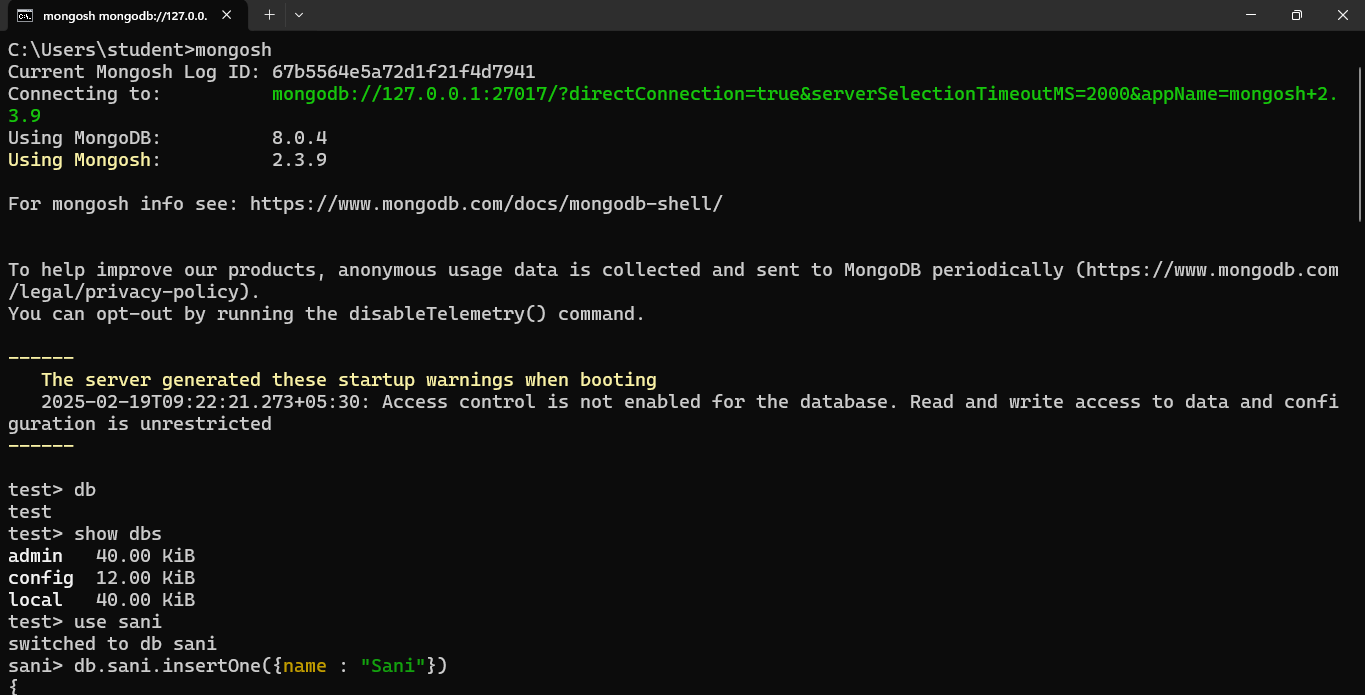 mongosh mongodb://127.0.0.
C:\Users\student>mongosh
Current Mongosh Log ID: 67b5564e5a72d1f21f4d7941
Connecting to:          mongodb://127.0.0.1:27017/?directConnection=true&serverSelectionTimeoutMS=2000&appName=mongosh+2.
3.9
Using MongoDB:          8.0.4
Using Mongosh:          2.3.9
For mongosh info see: https://www.mongodb.com/docs/mongodb-shell/
To help improve our products, anonymous usage data is collected and sent to MongoDB periodically (https://www.mongodb.com
/legal/privacy-policy).
You can opt-out by running the disableTelemetry() command.
------
   The server generated these startup warnings when booting
   2025-02-19T09:22:21.273+05:30: Access control is not enabled for the database. Read and write access to data and confi
guration is unrestricted
------
test> db
test
test> show dbs
admin   40.00 KiB
config  12.00 KiB
local   40.00 KiB
test> use sani
switched to db sani
sani> db.sani.insertOne({name : "Sani"})
{